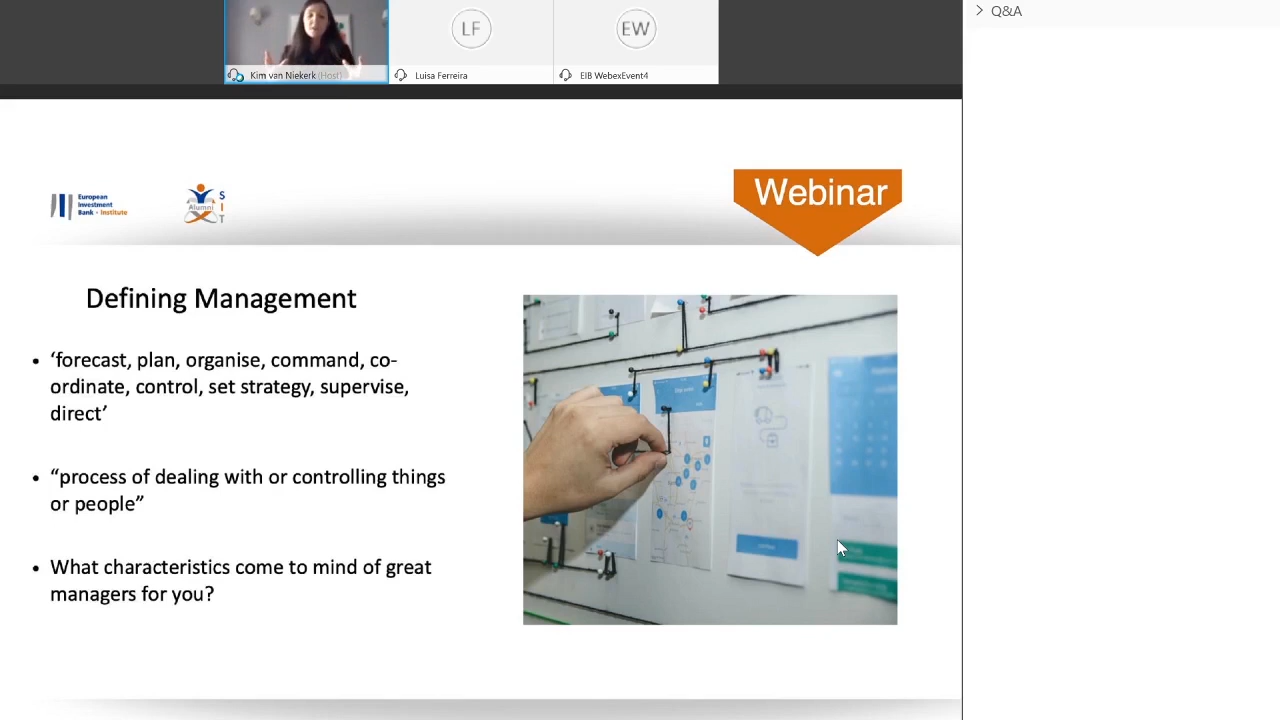 Q&A
LF
EW
Kim van Niekerk (Host)
Luisa Ferreira
EIB WebexEvent4
European
Investment
Bank - Institute
Alumni
S
I
T
Webinar
Defining Management
• ‘forecast, plan, organise, command, co-
ordinate, control, set strategy, supervise,
direct’
• “process of dealing with or controlling things
or people”
• What characteristics come to mind of great
managers for you?